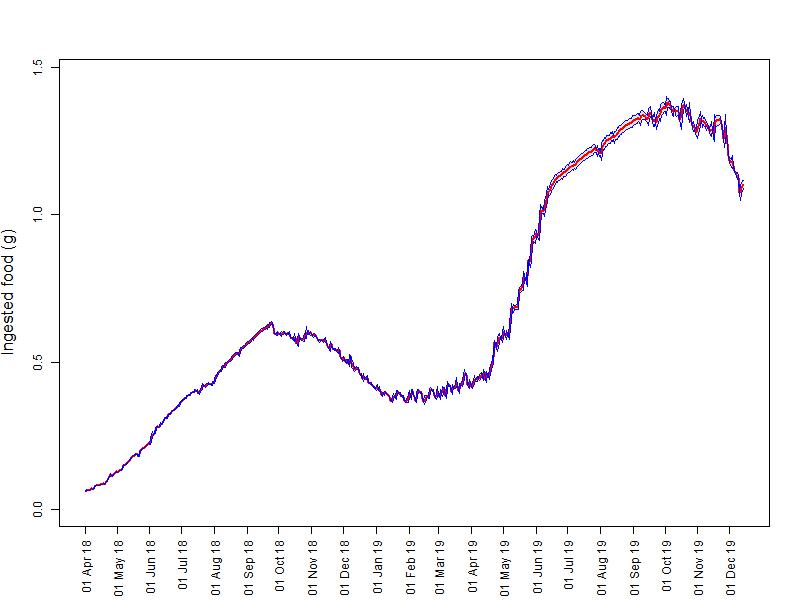 Ingested food (g)
1.5
1.0
0.5
0.0
01 Apr 18
01 May 18
01 Jun 18
01 Jul 18
01 Aug 18
01 Sep 18
01 Oct 18
01 Nov 18
01 Dec 18
01 Jan 19
01 Feb 19
01 Mar 19
01 Apr 19
01 May 19
01 Jun 19
01 Jul 19
01 Aug 19
01 Sep 19
01 Oct 19
01 Nov 19
01 Dec 19